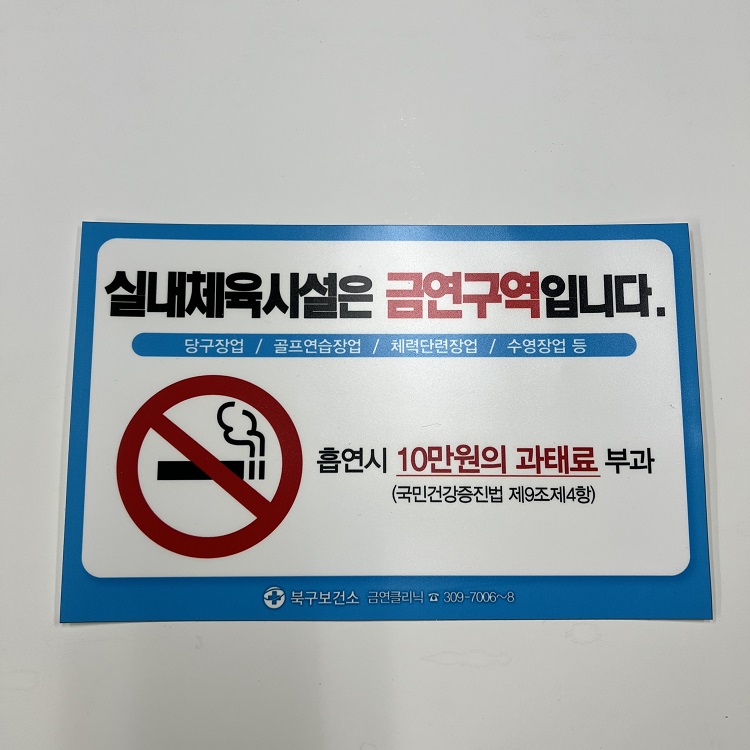 실내체육시설은 금연구역입니다.
당구장업 / 골프연습장업 / 체력단련장업 / 수영장업 등
흡연시 10만원의 과태료 부과
(국민건강증진법 제9조제4항)
북구보건소 금연클리닉 ☎ 309-7006~8